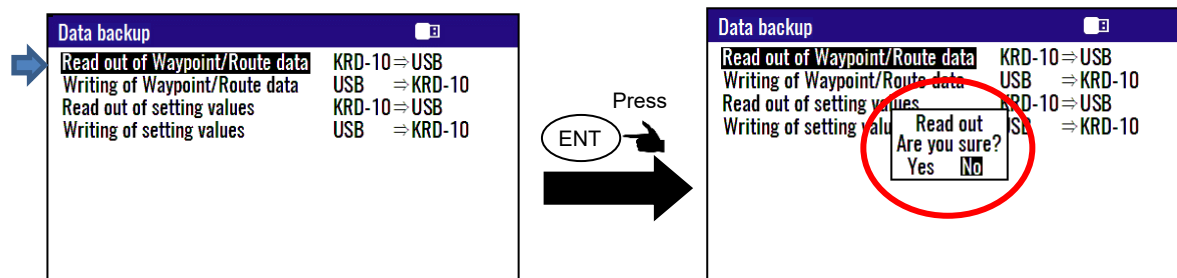 Data backup
Read out of Waypoint/Route data KRD-10⇒USB
Writing of Waypoint/Route data USB ⇒KRD-10
Read out of setting values KRD-10⇒USB
Writing of setting values USB ⇒KRD-10
Press
ENT
Data backup
Read out of Waypoint/Route data KRD-10⇒USB
Writing of Waypoint/Route data USB ⇒KRD-10
Read out of setting values KRD-10⇒USB
Writing of setting valu USB ⇒KRD-10
Read out
Are you sure?
Yes No